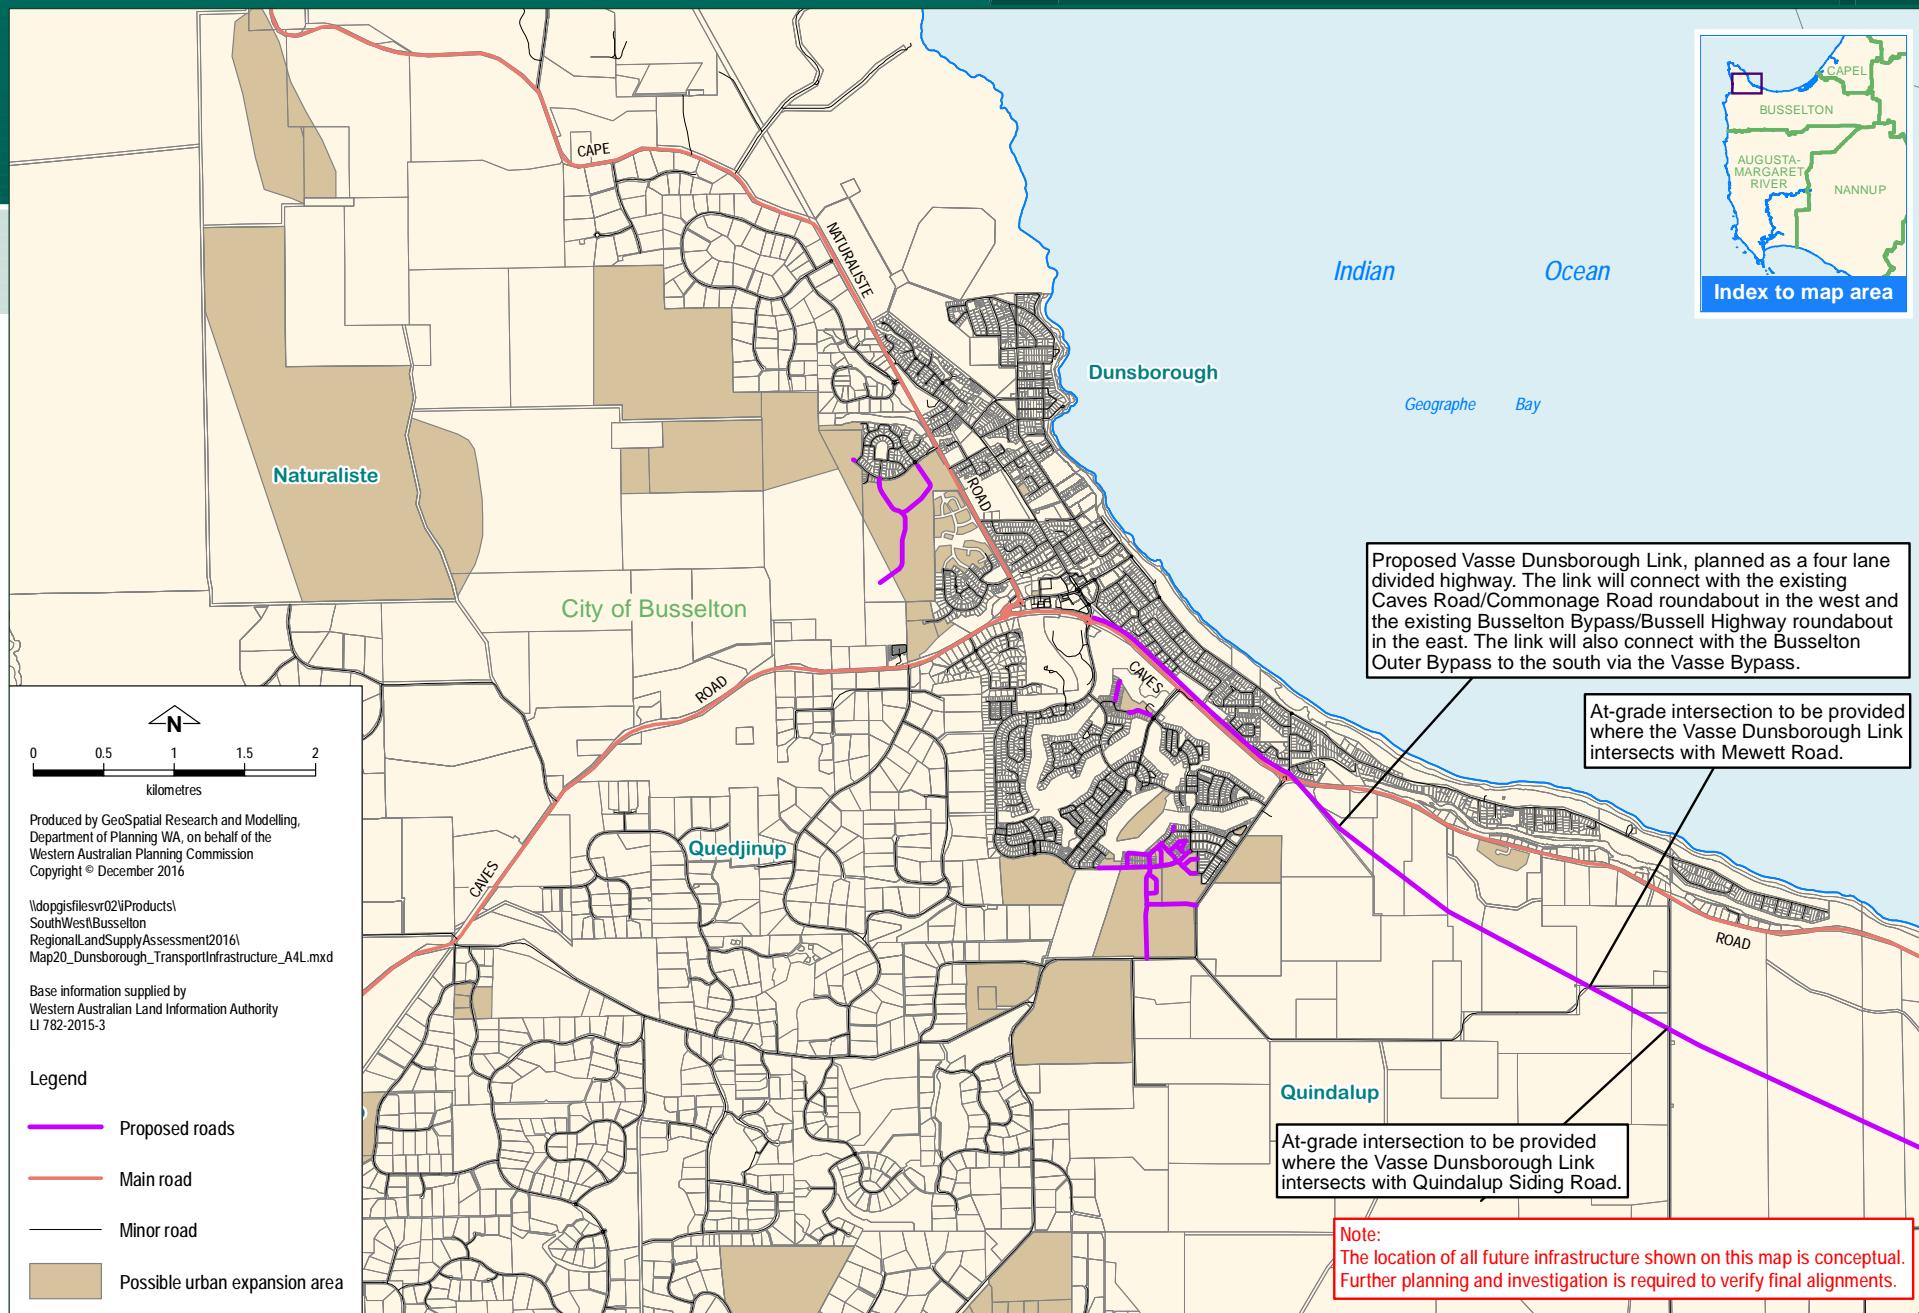 CAPEL
BUSSELTON
AUGUSTA-
MARGARET
RIVER
NANNUP
Index to map area
CAPE
NATURALISTE
ROAD
Indian Ocean
Dunsborough
Geographe Bay
Naturaliste
City of Busselton
Proposed Vasse Dunsborough Link, planned as a four lane
divided highway. The link will connect with the existing
Caves Road/Commonage Road roundabout in the west and
the existing Busselton Bypass/Bussell Highway roundabout
in the east. The link will also connect with the Busselton
Outer Bypass to the south via the Vasse Bypass.
CAVES
ROAD
At-grade intersection to be provided
where the Vasse Dunsborough Link
intersects with Mewett Road.
Quedjinup
CAVES
ROAD
Quindalup
At-grade intersection to be provided
where the Vasse Dunsborough Link
intersects with Quindalup Siding Road.
Note:
The location of all future infrastructure shown on this map is conceptual.
Further planning and investigation is required to verify final alignments.
N
0 0.5 1 1.5 2
kilometres
Produced by GeoSpatial Research and Modelling,
Department of Planning WA, on behalf of the
Western Australian Planning Commission
Copyright © December 2016
\\dopgisfilesvr02\iProducts\
SouthWest\Busselton
RegionalLandSupplyAssessment2016\
Map20_Dunsborough_TransportInfrastructure_A4L.mxd
Base information supplied by
Western Australian Land Information Authority
LI 782-2015-3
Legend
Proposed roads
Main road
Minor road
Possible urban expansion area